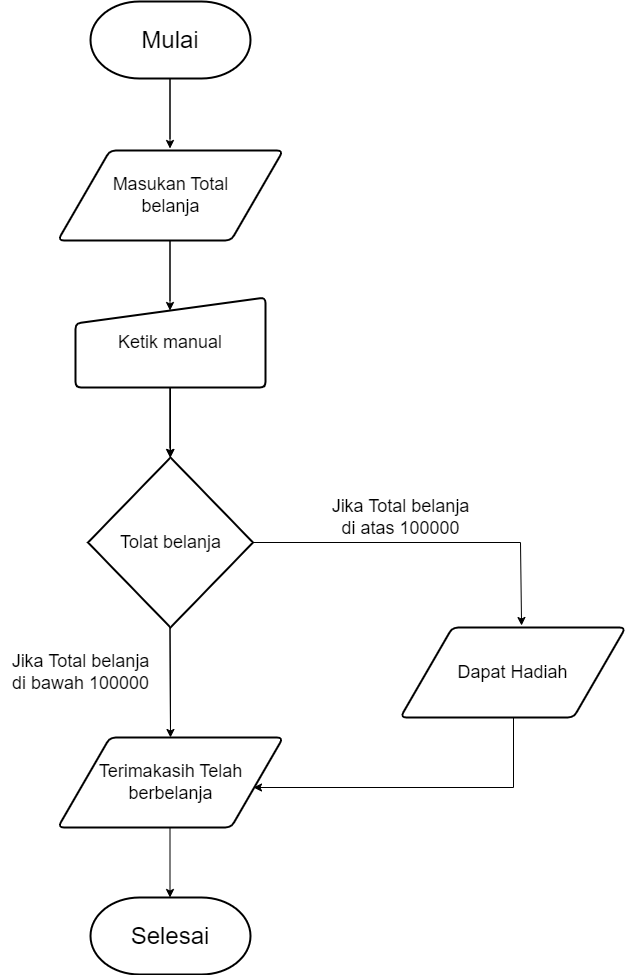 Mulai
Masukan Total
belanja
Ketik manual
Tolat belanja
Jika Total belanja
di atas 100000
Dapat Hadiah
Jika Total belanja
di bawah 100000
Terimakasih Telah
berbelanja
Selesai